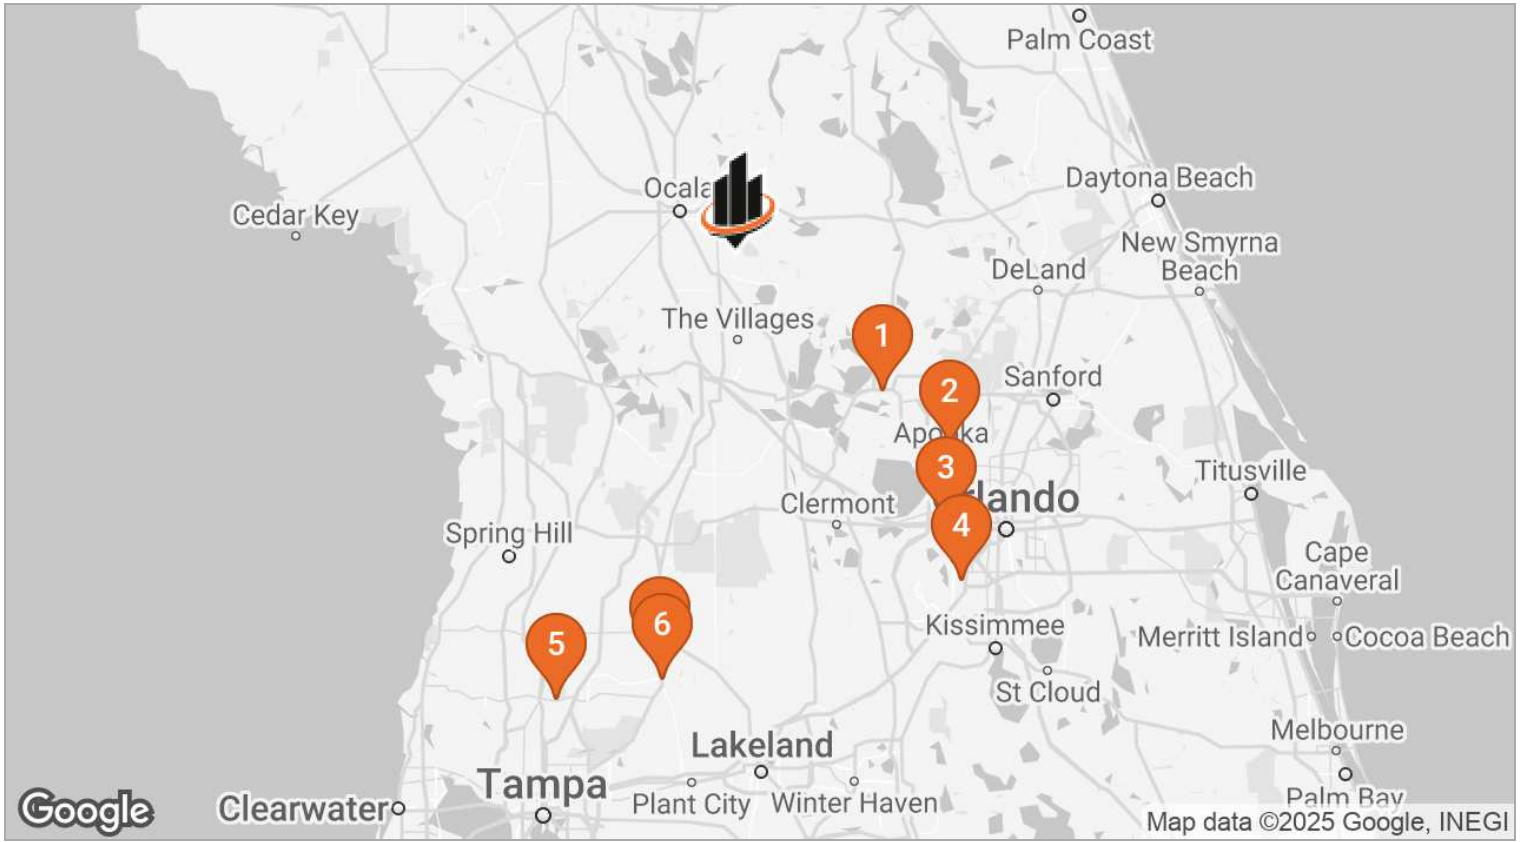 Palm Coast
Ocala
Daytona Beach
Cedar Key
New Smyrna
Beach
DeLand
The Villages
1
Sanford
2
3
Titusville
Clermont
4
Spring Hill
Cape
Canaveral
6
5
Kissimmee
Merritt Island
Cocoa Beach
St Cloud
Melbourne
Lakeland
Tampa
Plant City
Winter Haven
Clearwater
Palm Bay
Google
Map data ©2025 Google, INEGI